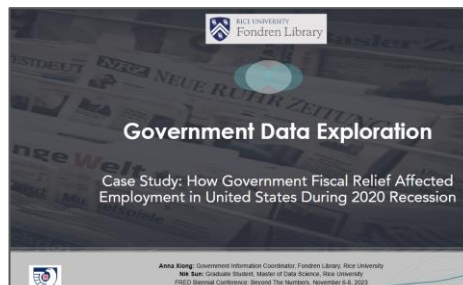 RICE UNIVERSITY
Fondren Library
NRZ NEUE RUHR ZEITUNG
Government Data Exploration
Case Study: How Government Fiscal Relief Affected
Employment in United States During 2020 Recession
Anna Xiong: Government Information Coordinator, Fondren Library, Rice University
Nik Sun: Graduate Student, Master of Data Science, Rice University
FRED Biennial Conference: Beyond The Numbers, November 6-8, 2023